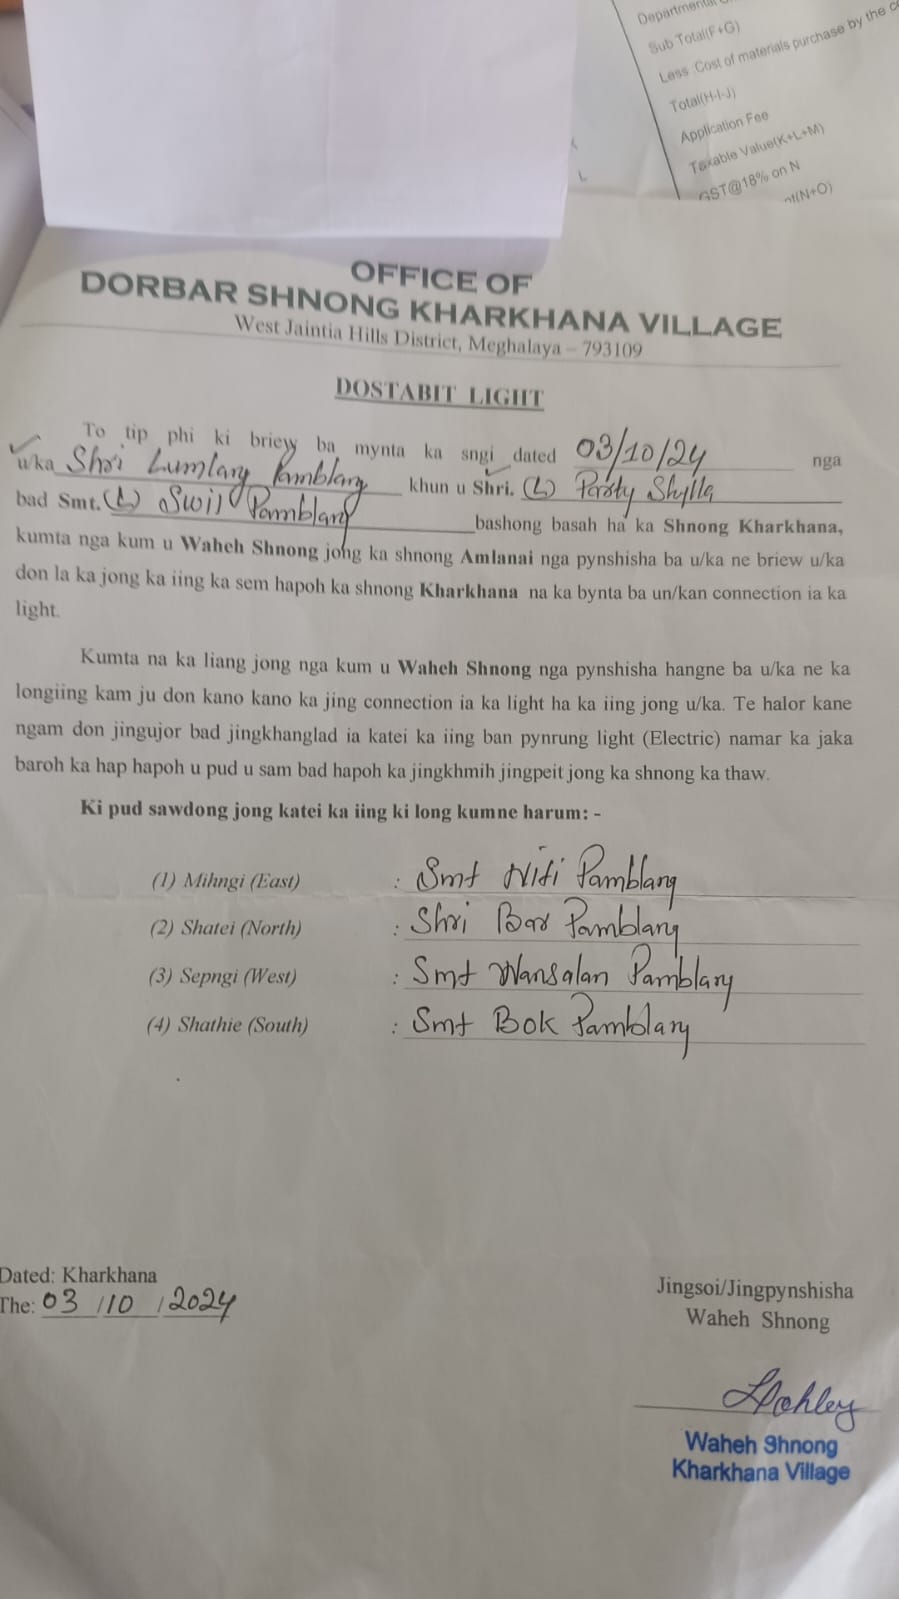 Departmental
Sub Total(F+G)
Less Cost of materials purchase by the
Total(H-I-J)
Application Fee
Taxable Value(K+L+M)
GST@18% on N
nt(N+O)
OFFICE OF
DORBAR SHNONG KHARKHANA VILLAGE
West Jaintia Hills District, Meghalaya – 793109
DOSTABIT LIGHT
To tip phi ki briew ba mynta ka sngi dated 03/10/24 nga
u/ka Shri Lumlang Pamblang khun u Shri. (L) Parsty Shylla
bad Smt. (L) Swil Pamblang bashong basah ha ka Shnong Kharkhana,
kumta nga kum u Waheh Shnong jong ka shnong Amlanai nga pynshisha ba u/ka ne briew u/ka
don la ka jong ka iing ka sem hapoh ka shnong Kharkhana na ka bynta ba un/kan connection ia ka
light.
Kumta na ka liang jong nga kum u Waheh Shnong nga pynshisha hangne ba u/ka ne ka
longiing kam ju don kano kano ka jing connection ia ka light ha ka iing jong u/ka. Te halor kane
ngam don jingujor bad jingkhanglad ia katei ka iing ban pynrung light (Electric) namar ka jaka
baroh ka hap hapoh u pud u sam bad hapoh ka jingkhmih jingpeit jong ka shnong ka thaw.
Ki pud sawdong jong katei ka iing ki long kumne harum: -
(1) Mihngi (East) : Smt Niti Pamblang
(2) Shatei (North) : Shri Bar Pamblang
(3) Sepngi (West) : Smt Wansalan Pamblang
(4) Shathie (South) : Smt Bok Pamblang
Dated: Kharkhana
The: 03 /10 /2024
Jingsoi/Jingpynshisha
Waheh Shnong
Waheh Shnong
Kharkhana Village